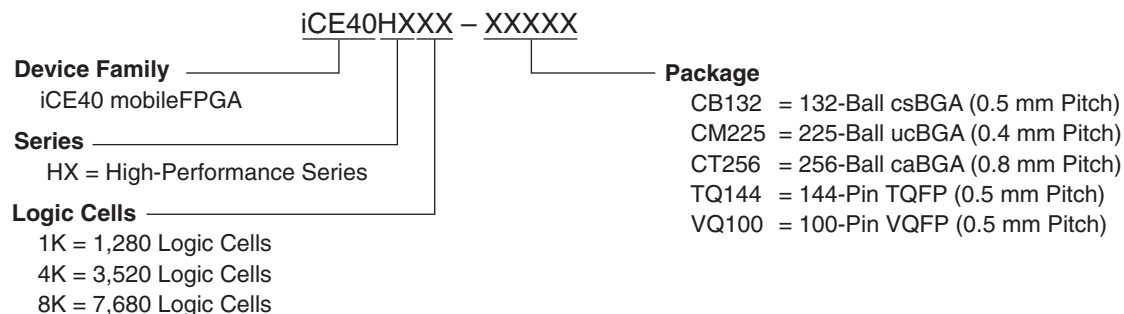 iCE40HXXX – XXXXX
Device Family
iCE40 mobileFPGA
Series
HX = High-Performance Series
Logic Cells
1K = 1,280 Logic Cells
4K = 3,520 Logic Cells
8K = 7,680 Logic Cells
Package
CB132 = 132-Ball csBGA (0.5 mm Pitch)
CM225 = 225-Ball ucBGA (0.4 mm Pitch)
CT256 = 256-Ball caBGA (0.8 mm Pitch)
TQ144 = 144-Pin TQFP (0.5 mm Pitch)
VQ100 = 100-Pin VQFP (0.5 mm Pitch)